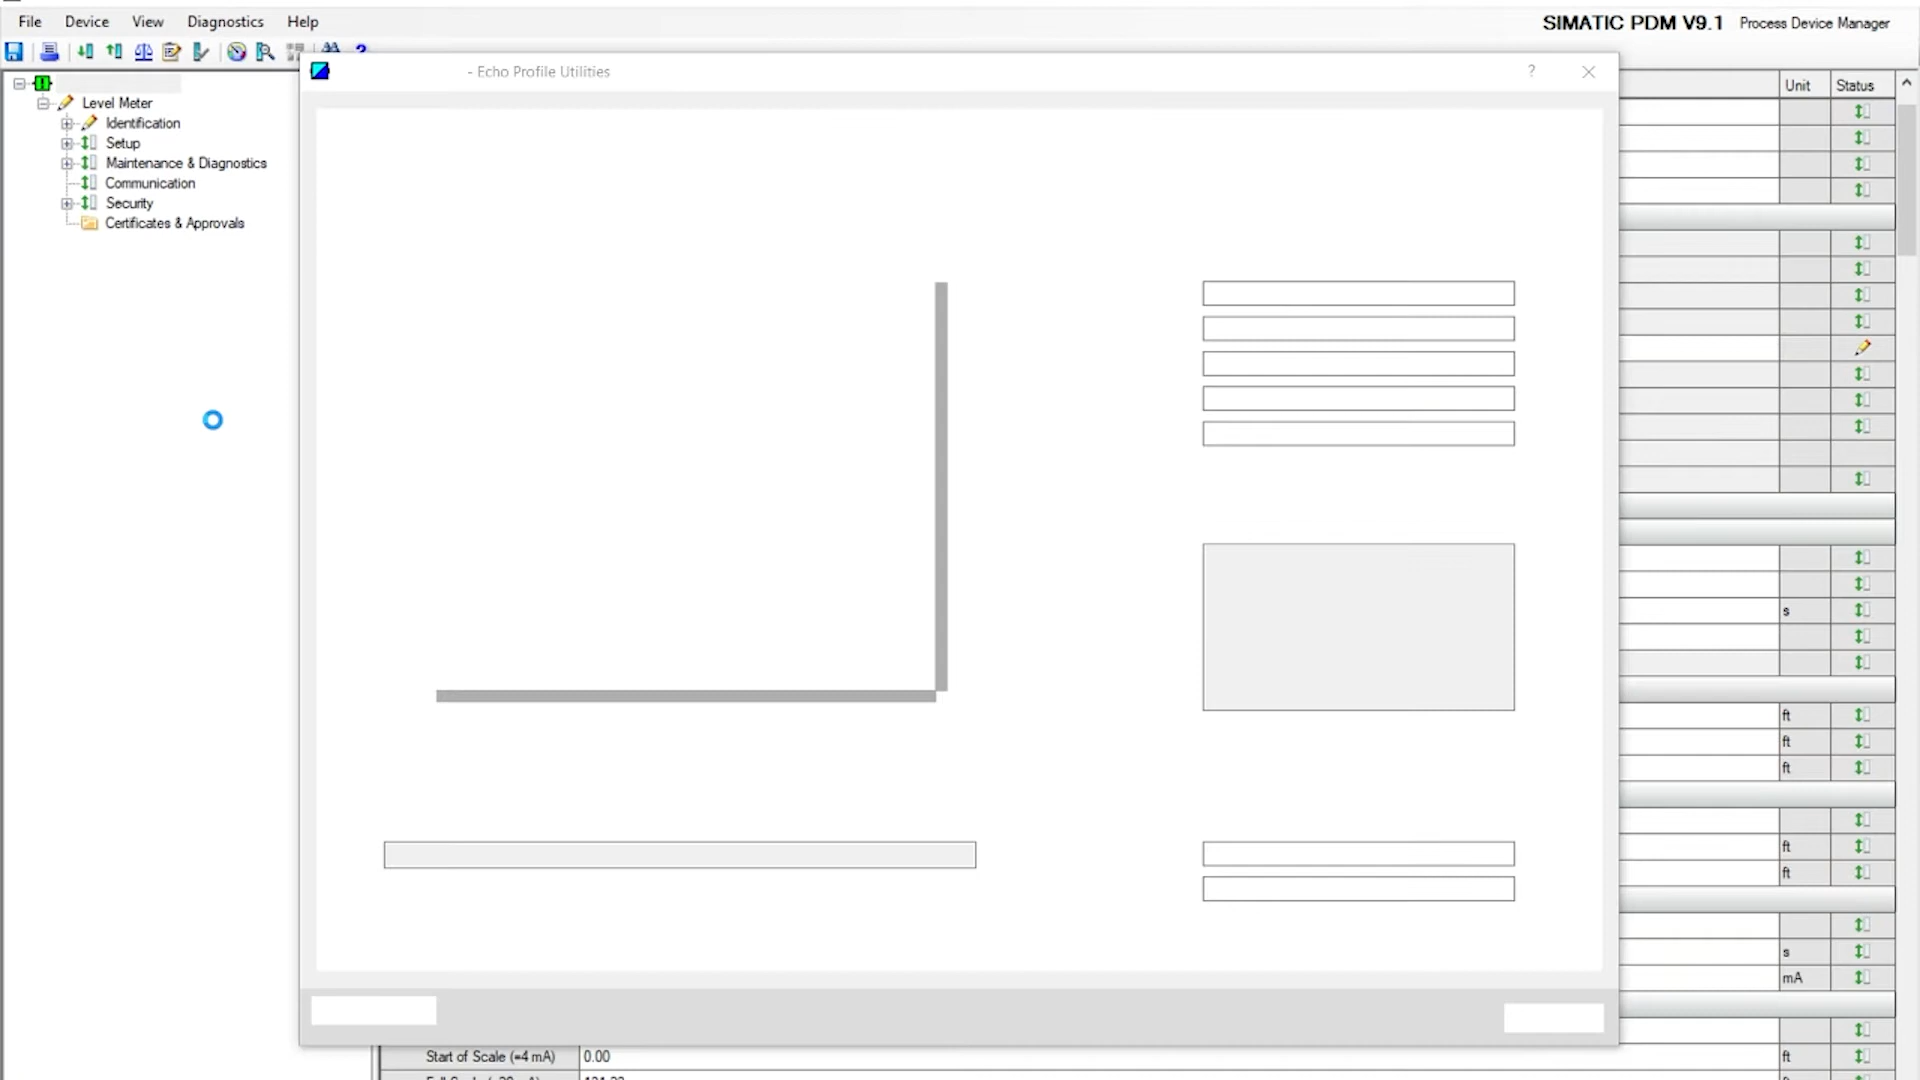 File Device View Diagnostics Help
SIMATIC PDM V9.1 Process Device Manager
- Echo Profile Utilities
?
Unit Status
Level Meter
Identification
Setup
Maintenance & Diagnostics
Communication
Security
Certificates & Approvals
s
ft
ft
ft
ft
ft
s
mA
Start of Scale (=4 mA) 0.00 ft